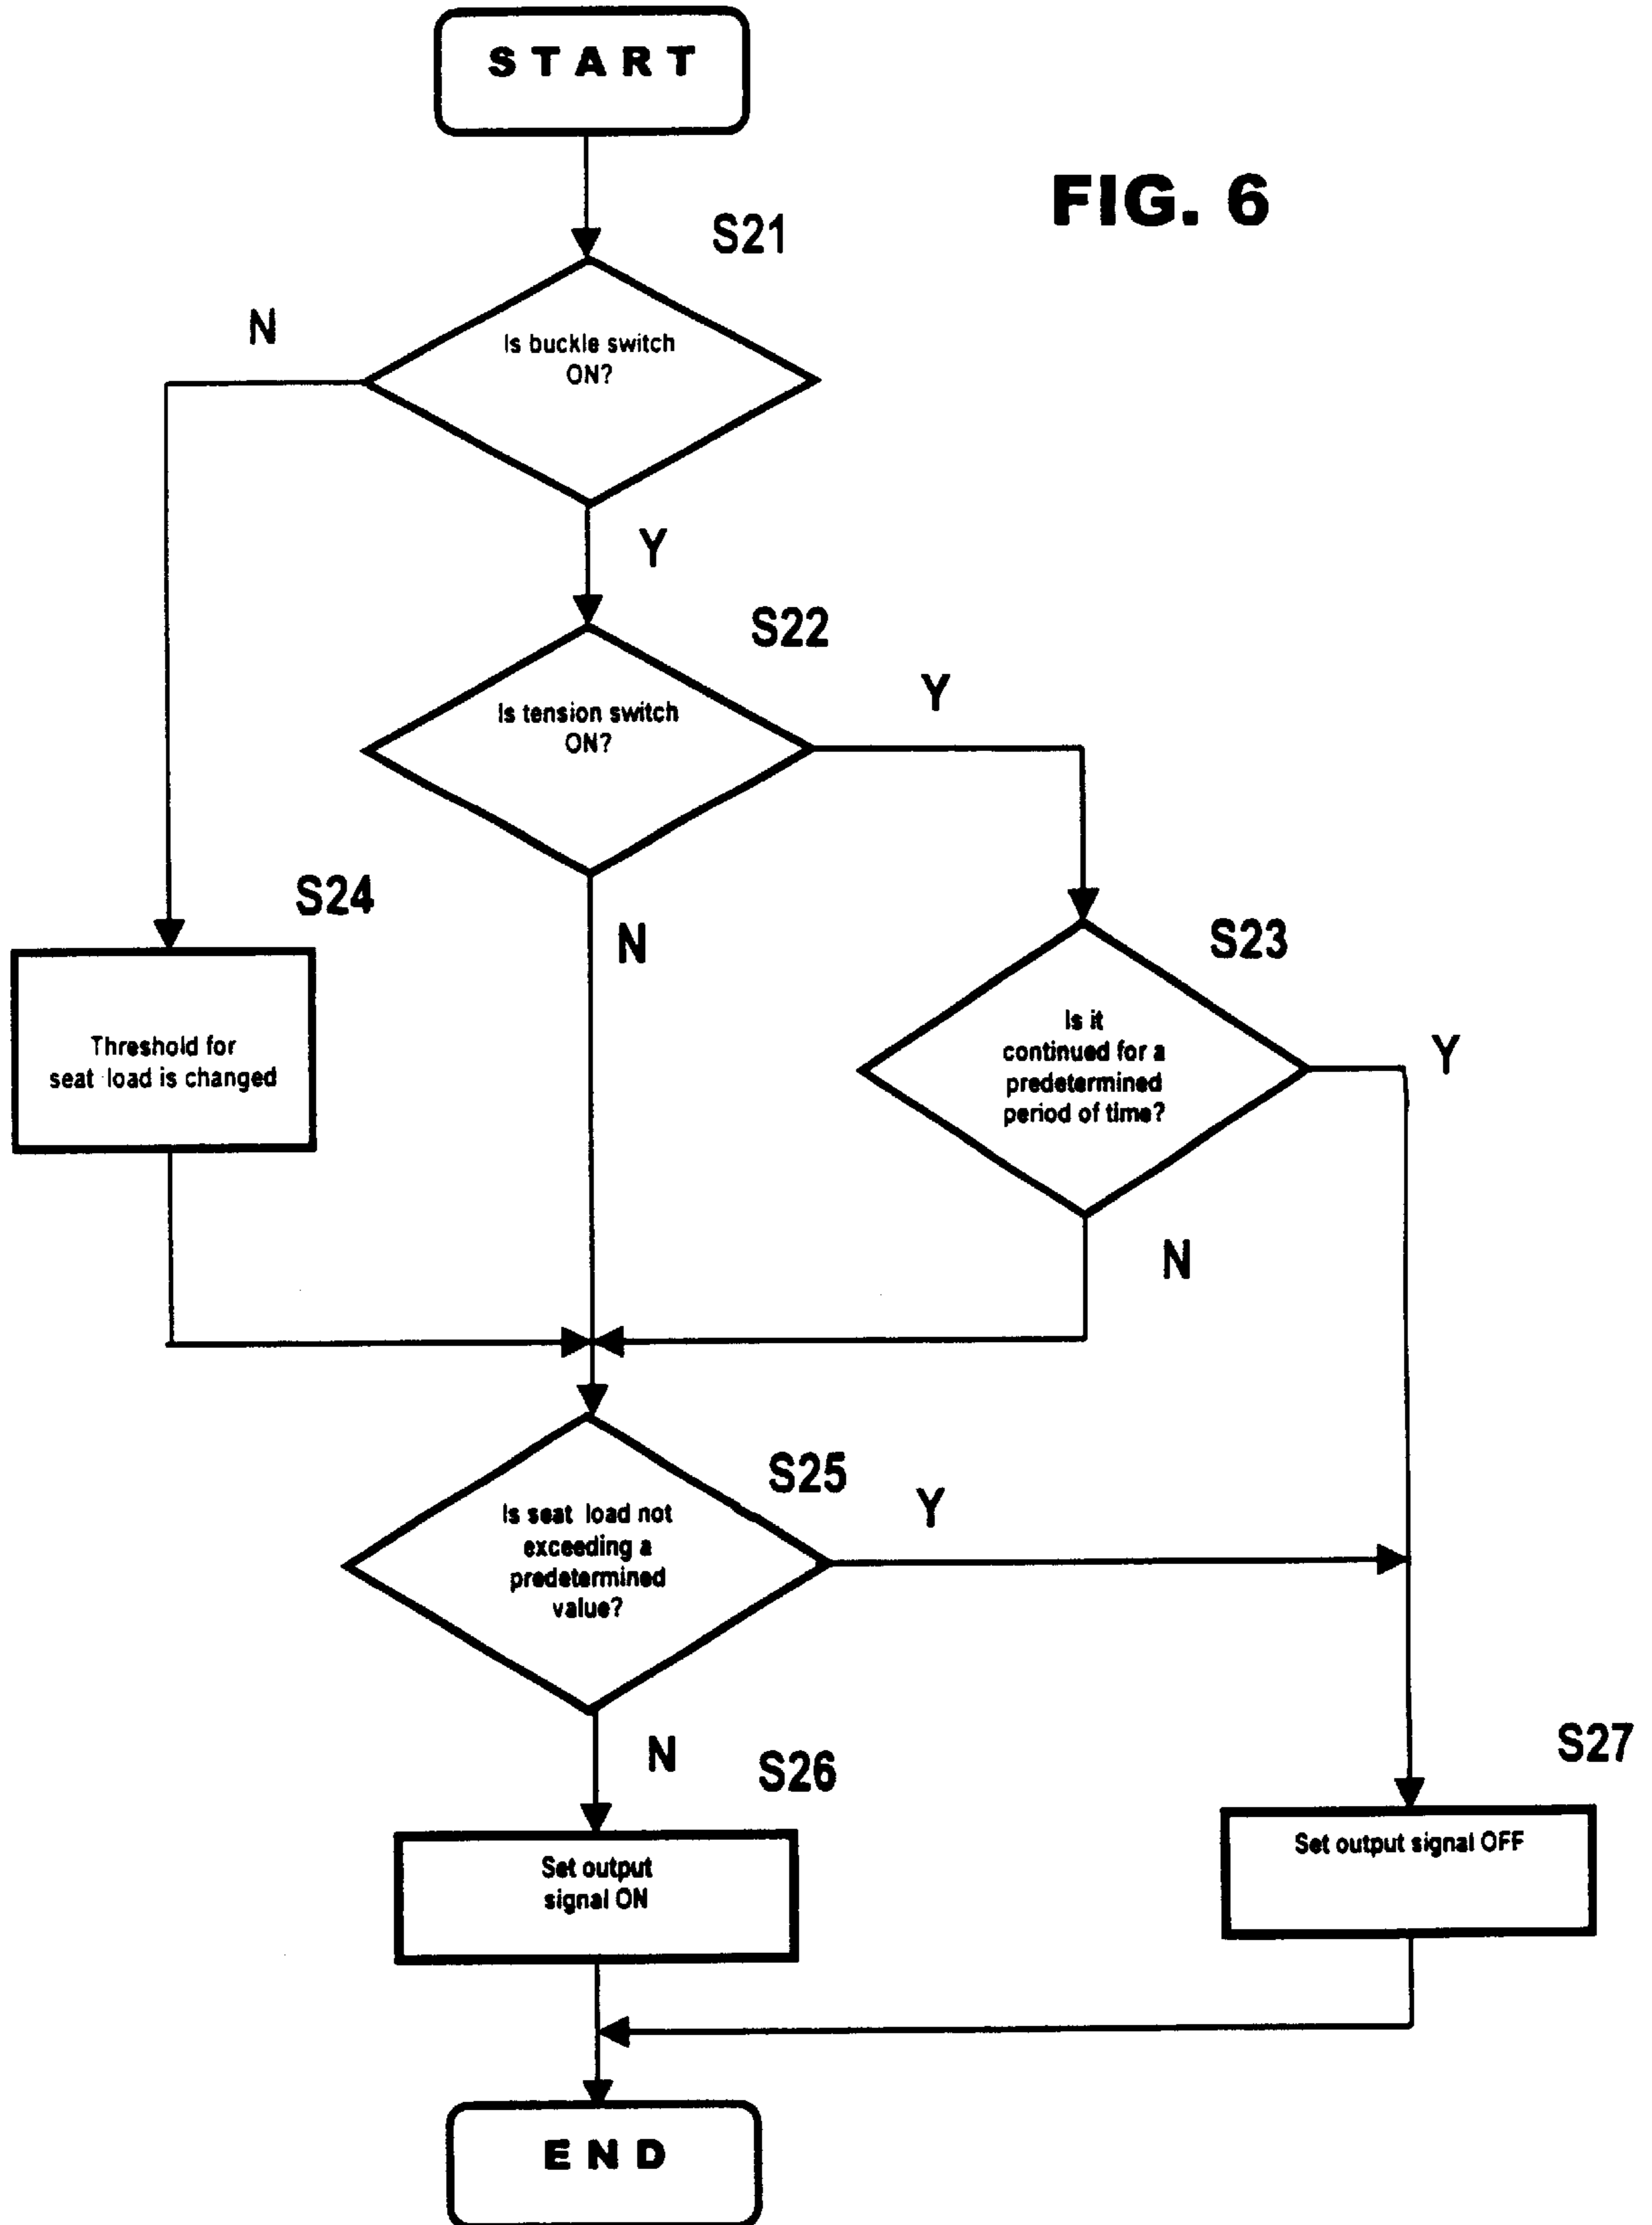 START
FIG. 6
S21
N
Is buckle switch
ON?
Y
S22
Y
Is tension switch
ON?
S24
N
S23
Threshold for
seat load is changed
Is it
continued for a
predetermined
period of time?
Y
N
S25
Y
Is seat load not
exceeding a
predetermined
value?
N
S26
S27
Set output
signal ON
Set output signal OFF
END